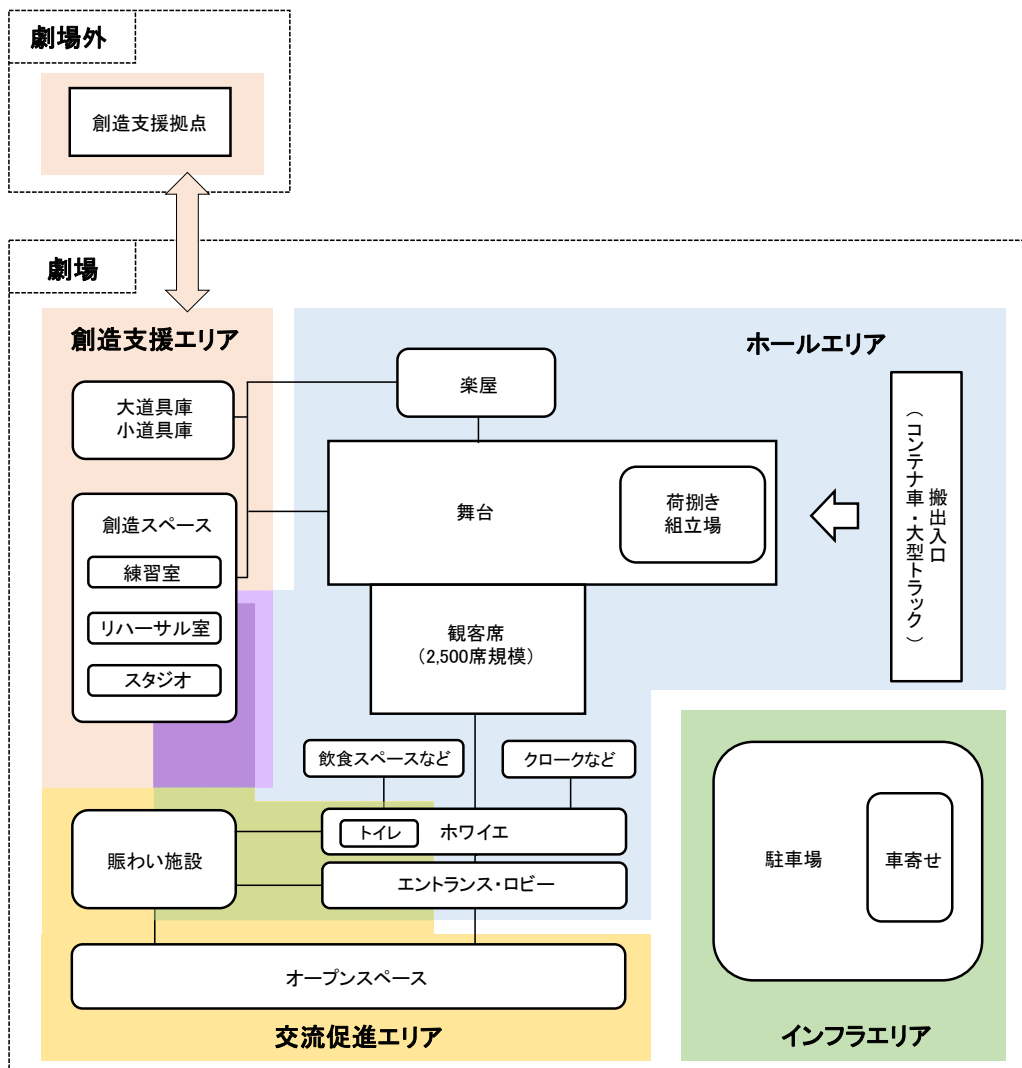 劇場外
創造支援拠点
劇場
創造支援エリア
ホールエリア
大道具庫
小道具庫
楽屋
舞台
荷捌き
組立場
搬出入口
（コンテナ車・大型トラック）
創造スペース
練習室
リハーサル室
スタジオ
観客席
（2,500席規模）
飲食スペースなど
クロークなど
トイレ
ホワイエ
賑わい施設
エントランス・ロビー
オープンスペース
交流促進エリア
駐車場
車寄せ
インフラエリア